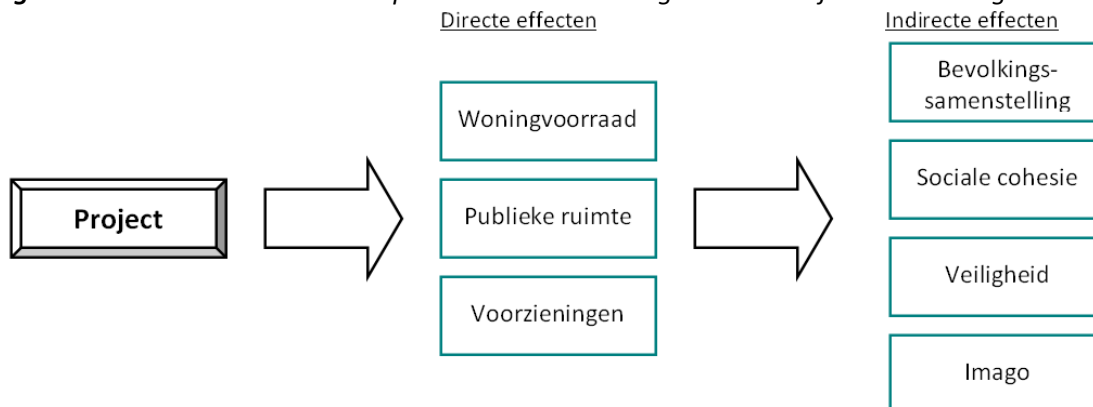 Directe effecten
Indirecte effecten
Bevolkings-
samenstelling
Woningvoorraad
Sociale cohesie
Project
Publieke ruimte
Veiligheid
Voorzieningen
Imago